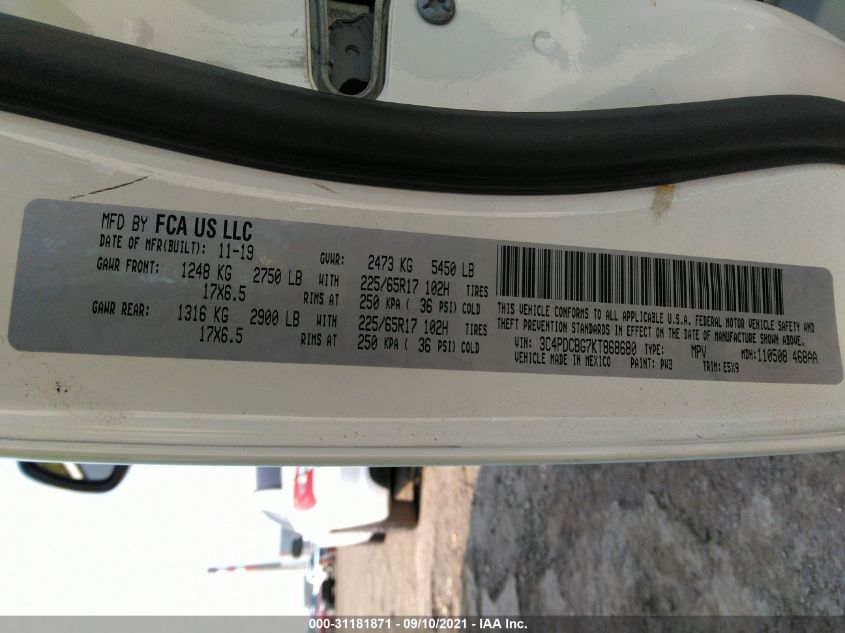 MFD BY FCA US LLC
DATE OF MFR(BUILT): 11-19 GVWR: 2473 KG 5450 LB
GAWR FRONT: 1248 KG 2750 LB WITH 225/65R17 102H TIRES
17X6.5 RIMS AT 250 KPA ( 36 PSI) COLD
GAWR REAR: 1316 KG 2900 LB WITH 225/65R17 102H TIRES
17X6.5 RIMS AT 250 KPA ( 36 PSI) COLD
THIS VEHICLE CONFORMS TO ALL APPLICABLE U.S.A. FEDERAL MOTOR VEHICLE SAFETY AND
THEFT PREVENTION STANDARDS IN EFFECT ON THE DATE OF MANUFACTURE SHOWN ABOVE.
VIN: 3C4PDCBG7KT868680 TYPE: MPV MDH: 110508 468AA
VEHICLE MADE IN MEXICO PAINT: PW3 TRIM: E5X9
000-31181871 - 09/10/2021 - IAA Inc.